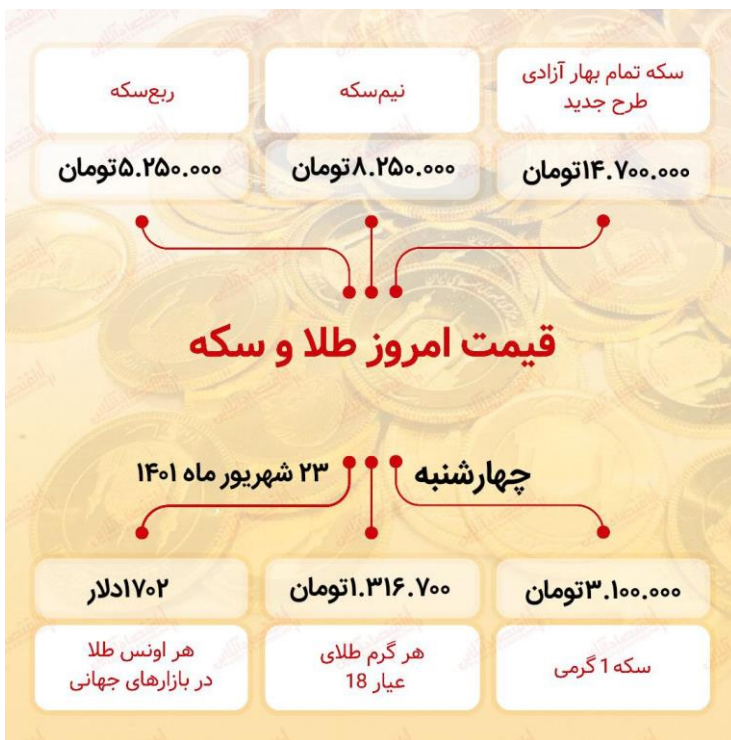 سکه تمام بهار آزادی
طرح جدید
۱۴.۷۰۰.۰۰۰تومان
نیم‌سکه
۸.۲۵۰.۰۰۰تومان
ربع‌سکه
۵.۲۵۰.۰۰۰تومان
قیمت امروز طلا و سکه
چهارشنبه
۲۳ شهریور ماه ۱۴۰۱
۳.۱۰۰.۰۰۰تومان
سکه 1 گرمی
۱.۳۱۶.۷۰۰تومان
هر گرم طلای
عیار 18
۱۷۰۲دلار
هر اونس طلا
در بازارهای جهانی